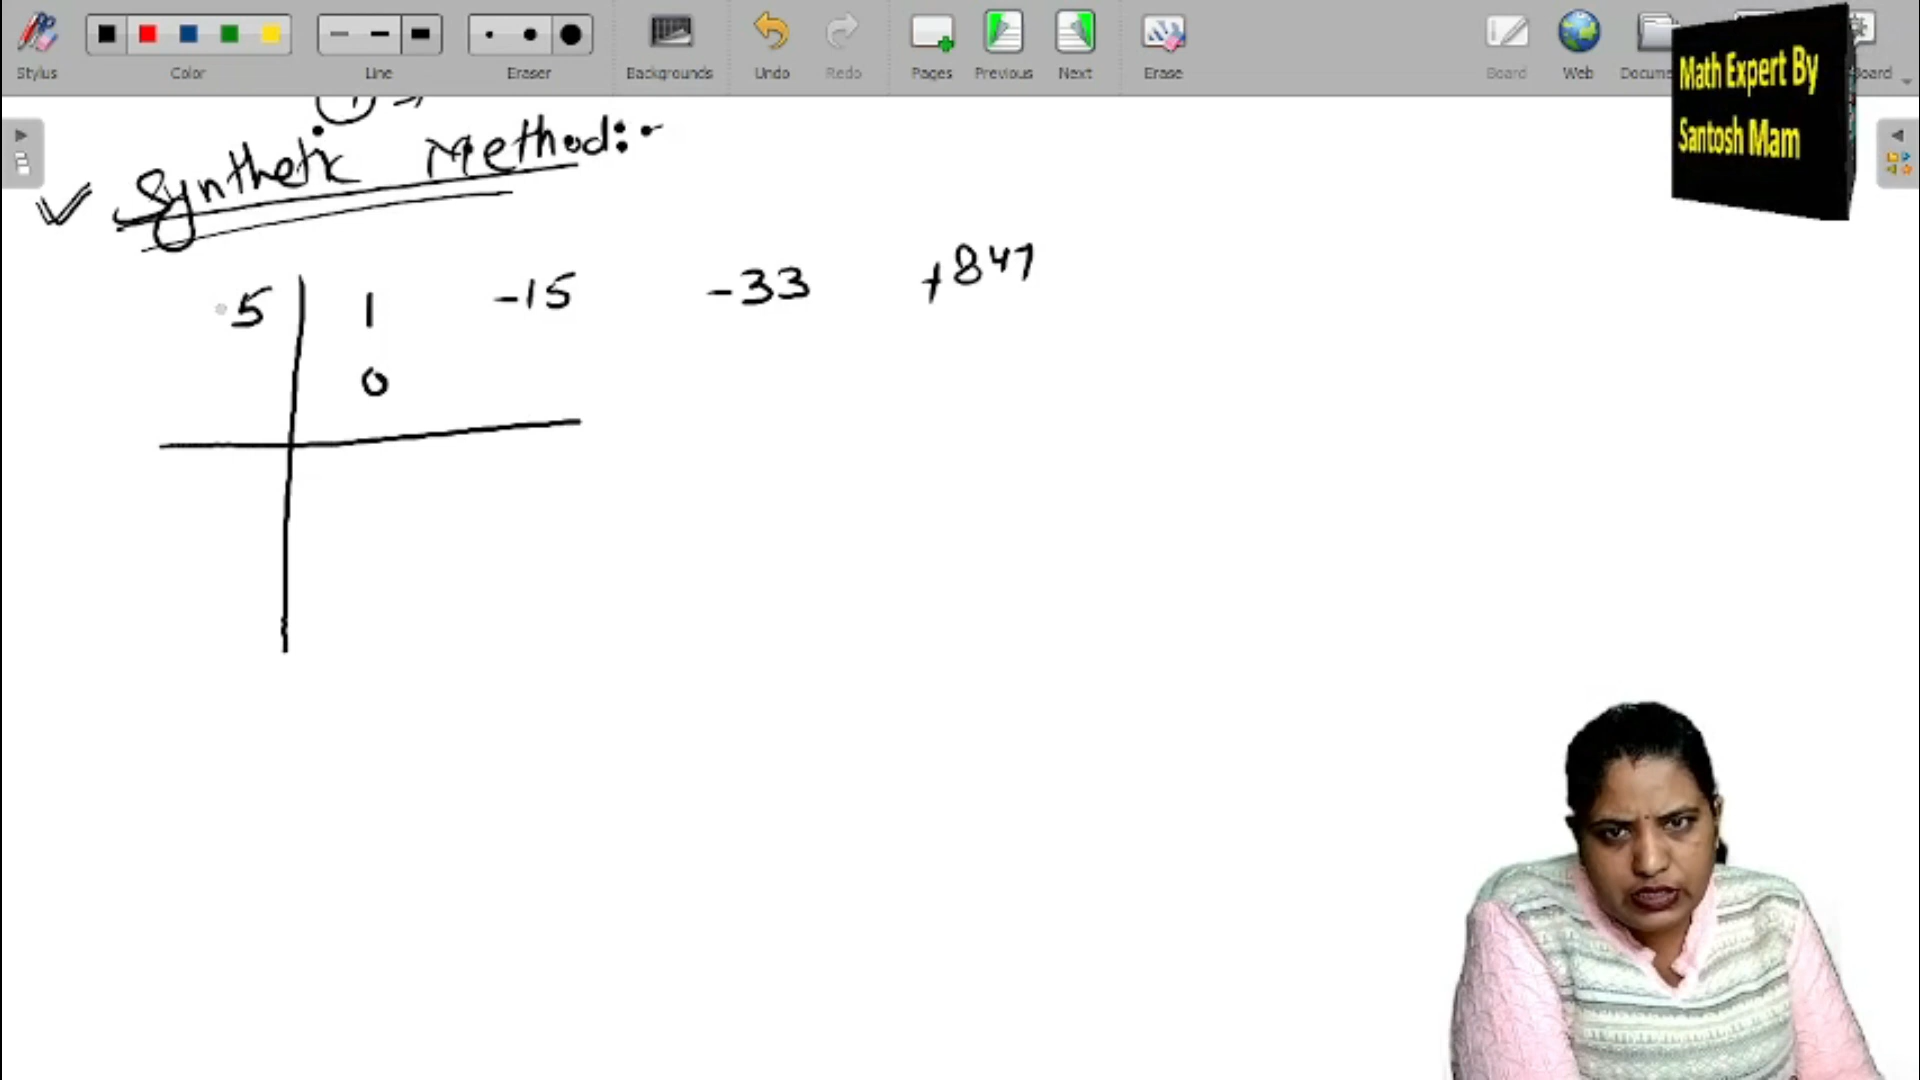 Stylus Color Line Eraser Backgrounds Undo Redo Pages Previous Next Erase Board Web
Math Expert By
Santosh Mam
Synthetic Method:-
5 1 -15 -33 +847
0